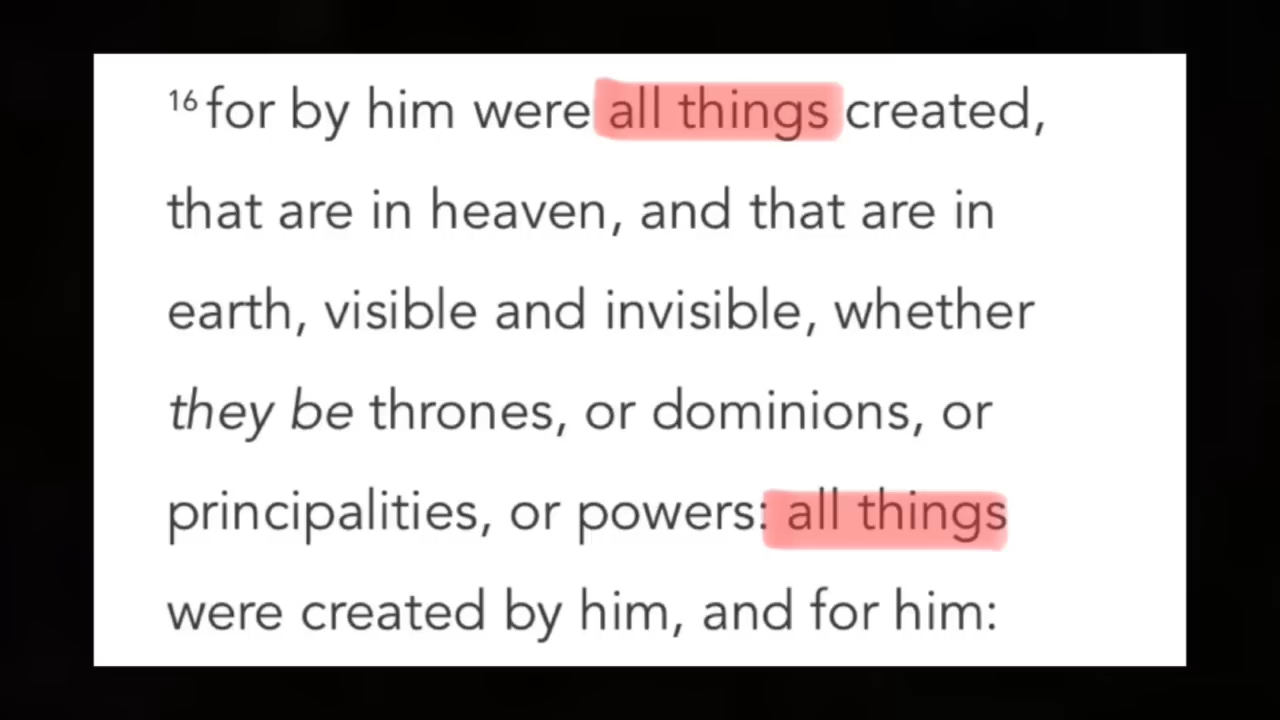 16 for by him were all things created,
that are in heaven, and that are in
earth, visible and invisible, whether
they be thrones, or dominions, or
principalities, or powers: all things
were created by him, and for him: